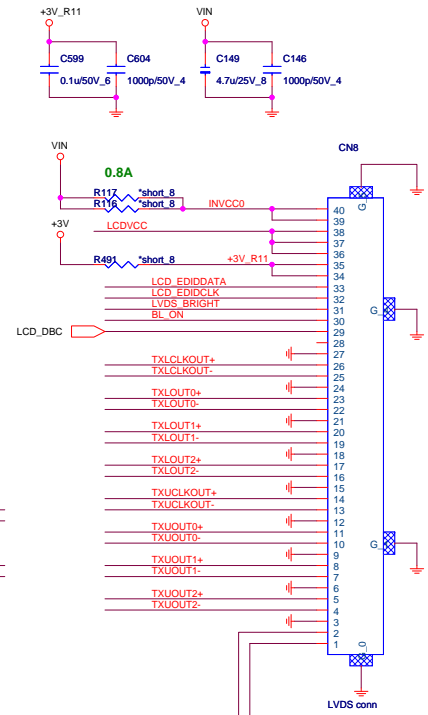 +3V_R11
VIN
C599
C604
C149
C146
0.1u/50V_6
1000p/50V_4
4.7u/25V_8
1000p/50V_4
CN8
VIN
0.8A
G_
R117
*short_8
R116
*short_8
INVCC0
40
39
+3V
LCDVCC
38
37
36
R491
*short_8
+3V_R11
35
34
LCD_EDIDDATA
33
LCD_EDIDCLK
32
LVDS_BRIGHT
31
G_
BL_ON
30
LCD_DBC
29
28
27
TXLCLKOUT+
26
TXLCLKOUT-
25
24
TXLOUT0+
23
TXLOUT0-
22
21
TXLOUT1+
20
TXLOUT1-
19
18
TXLOUT2+
17
TXLOUT2-
16
15
TXUCLKOUT+
14
TXUCLKOUT-
13
12
TXUOUT0+
11
TXUOUT0-
10
G_
9
TXUOUT1+
8
TXUOUT1-
7
6
TXUOUT2+
5
TXUOUT2-
4
3
2
1
G_0
LVDS conn